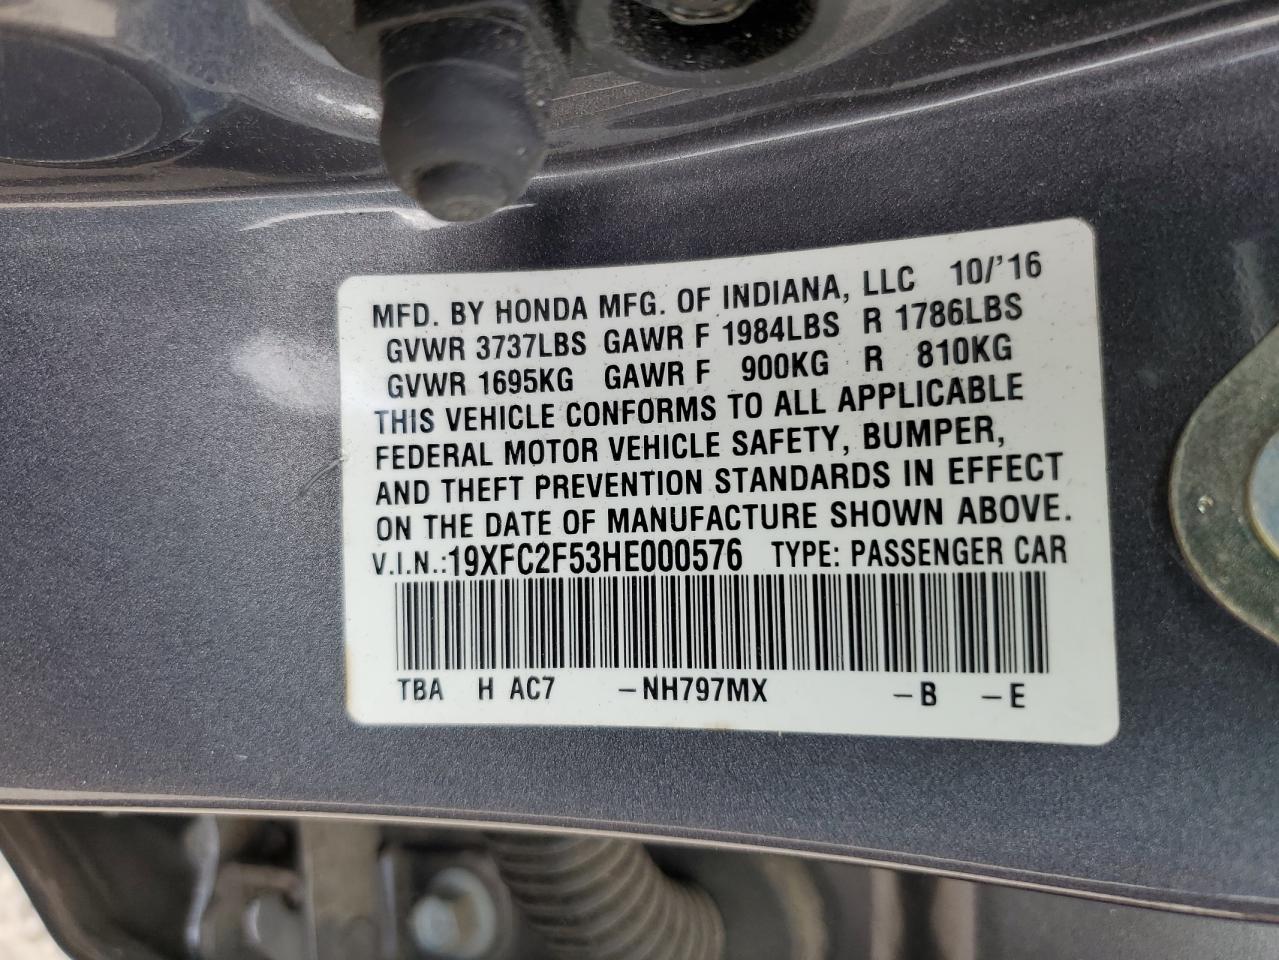 MFD. BY HONDA MFG. OF INDIANA, LLC 10/'16
GVWR 3737LBS GAWR F 1984LBS R 1786LBS
GVWR 1695KG GAWR F 900KG R 810KG
THIS VEHICLE CONFORMS TO ALL APPLICABLE
FEDERAL MOTOR VEHICLE SAFETY, BUMPER,
AND THEFT PREVENTION STANDARDS IN EFFECT
ON THE DATE OF MANUFACTURE SHOWN ABOVE.
V.I.N.:19XFC2F53HE000576 TYPE: PASSENGER CAR
TBA H AC7 -NH797MX -B -E